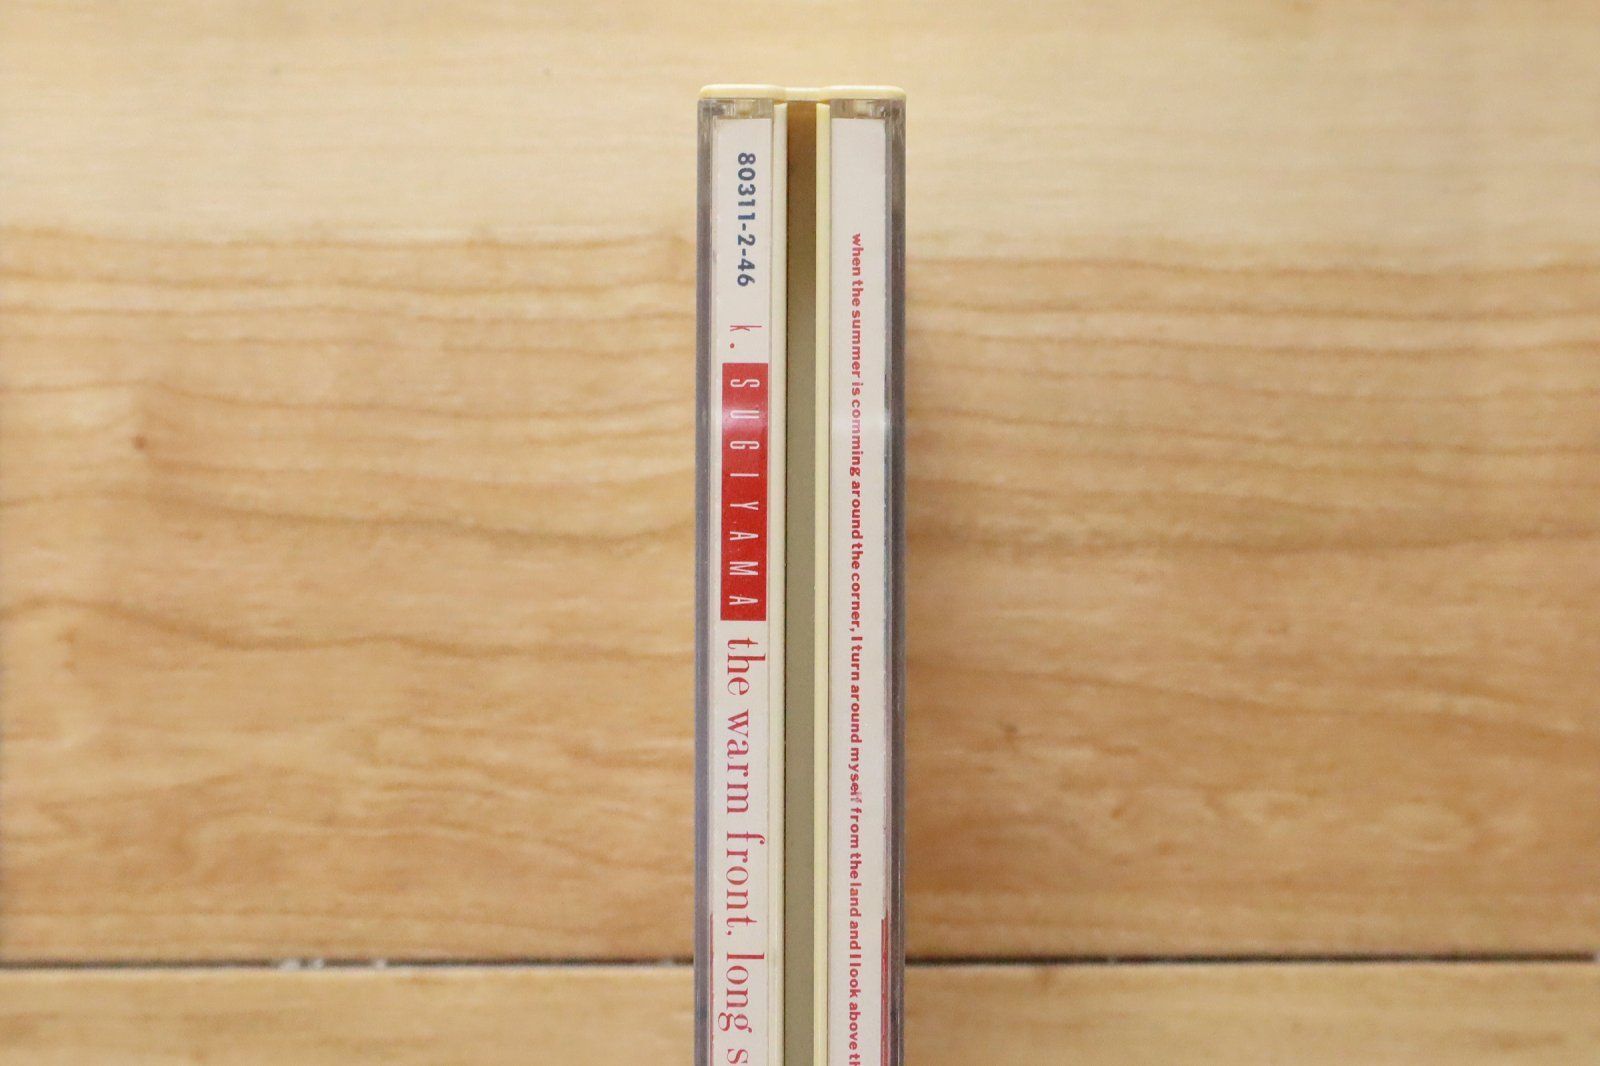 80311-2-46 k. SUGIYAMA the warm front, long s
when the summer is comming around the corner, I turn around myself from the land and I look above th